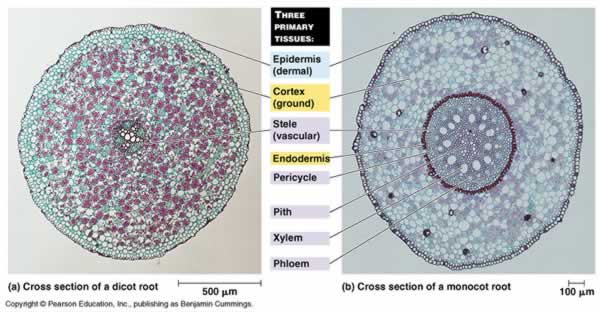 THREE
PRIMARY
TISSUES:
Epidermis
(dermal)
Cortex
(ground)
Stele
(vascular)
Endodermis
Pericycle
Pith
Xylem
Phloem
(a) Cross section of a dicot root
500 µm
(b) Cross section of a monocot root
100 µm
Copyright © Pearson Education, Inc., publishing as Benjamin Cummings.